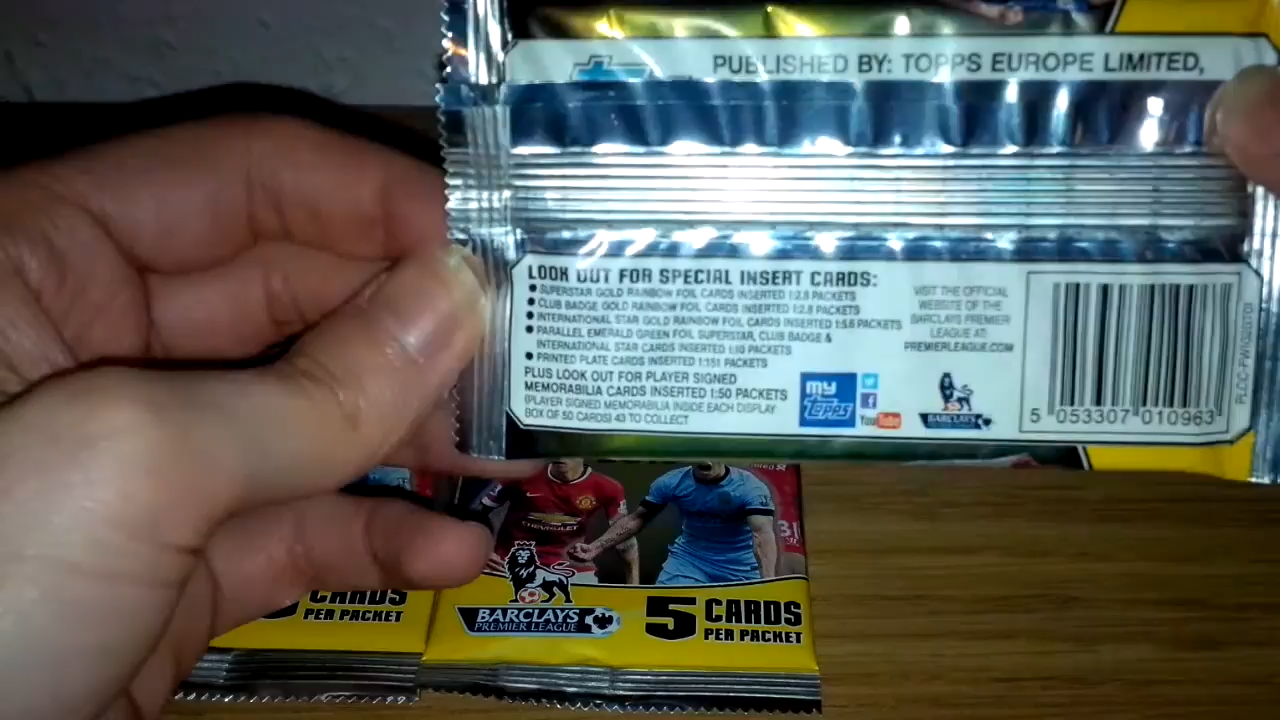 PUBLISHED BY: TOPPS EUROPE LIMITED,
LOOK OUT FOR SPECIAL INSERT CARDS:
● SUPERSTAR GOLD RAINBOW FOIL CARDS INSERTED 1:2.8 PACKETS
● CLUB BADGE GOLD RAINBOW FOIL CARDS INSERTED 1:2.8 PACKETS
● INTERNATIONAL STAR GOLD RAINBOW FOIL CARDS INSERTED 1:5.6 PACKETS
● PARALLEL EMERALD GREEN FOIL SUPERSTAR, CLUB BADGE &
INTERNATIONAL STAR CARDS INSERTED 1:10 PACKETS
● PRINTED PLATE CARDS INSERTED 1:151 PACKETS
PLUS LOOK OUT FOR PLAYER SIGNED
MEMORABILIA CARDS INSERTED 1:50 PACKETS
(PLAYER SIGNED MEMORABILIA INSIDE EACH DISPLAY
BOX OF 50 CARDS) 43 TO COLLECT
my
topps
YouTube
VISIT THE OFFICIAL
WEBSITE OF THE
BARCLAYS PREMIER
LEAGUE AT:
PREMIERLEAGUE.COM
BARCLAYS
5 053307 010963
CHEVROLET
BARCLAYS
PREMIER LEAGUE
5 CARDS
PER PACKET
CARDS
PER PACKET